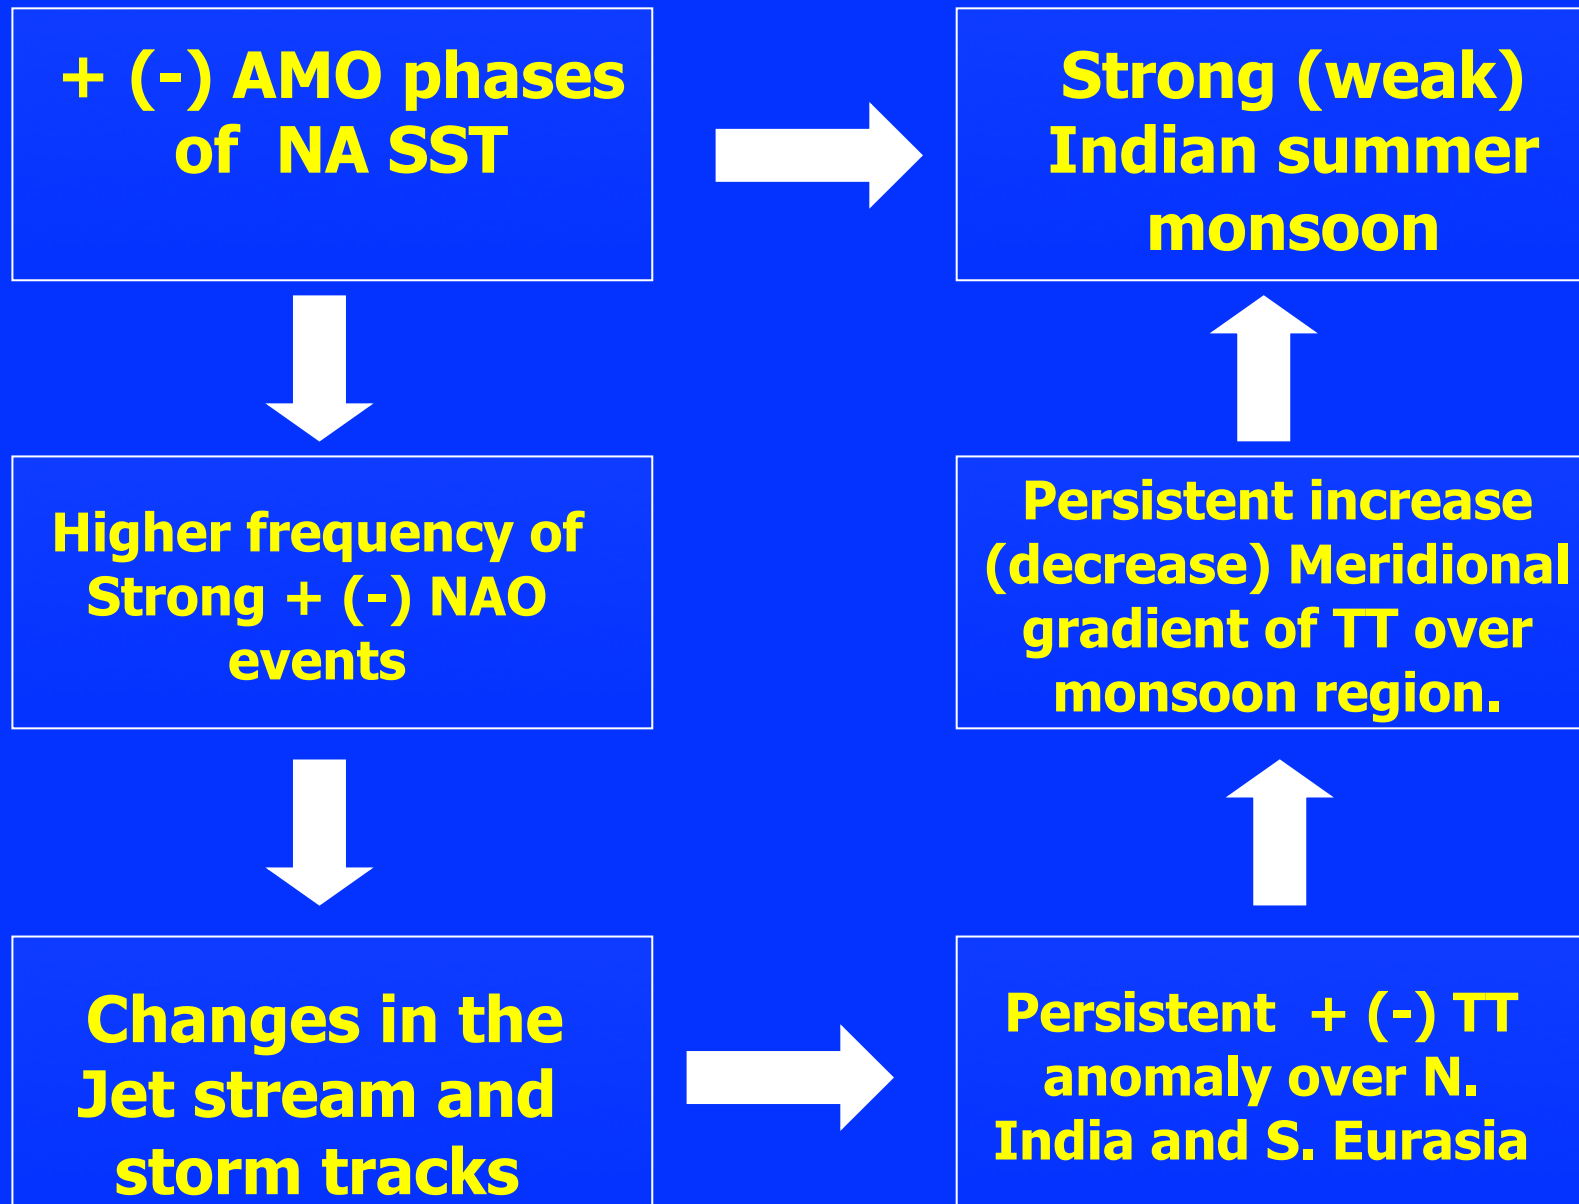 + (-) AMO phases
of NA SST
Strong (weak)
Indian summer
monsoon
Higher frequency of
Strong + (-) NAO
events
Persistent increase
(decrease) Meridional
gradient of TT over
monsoon region.
Changes in the
Jet stream and
storm tracks
Persistent + (-) TT
anomaly over N.
India and S. Eurasia